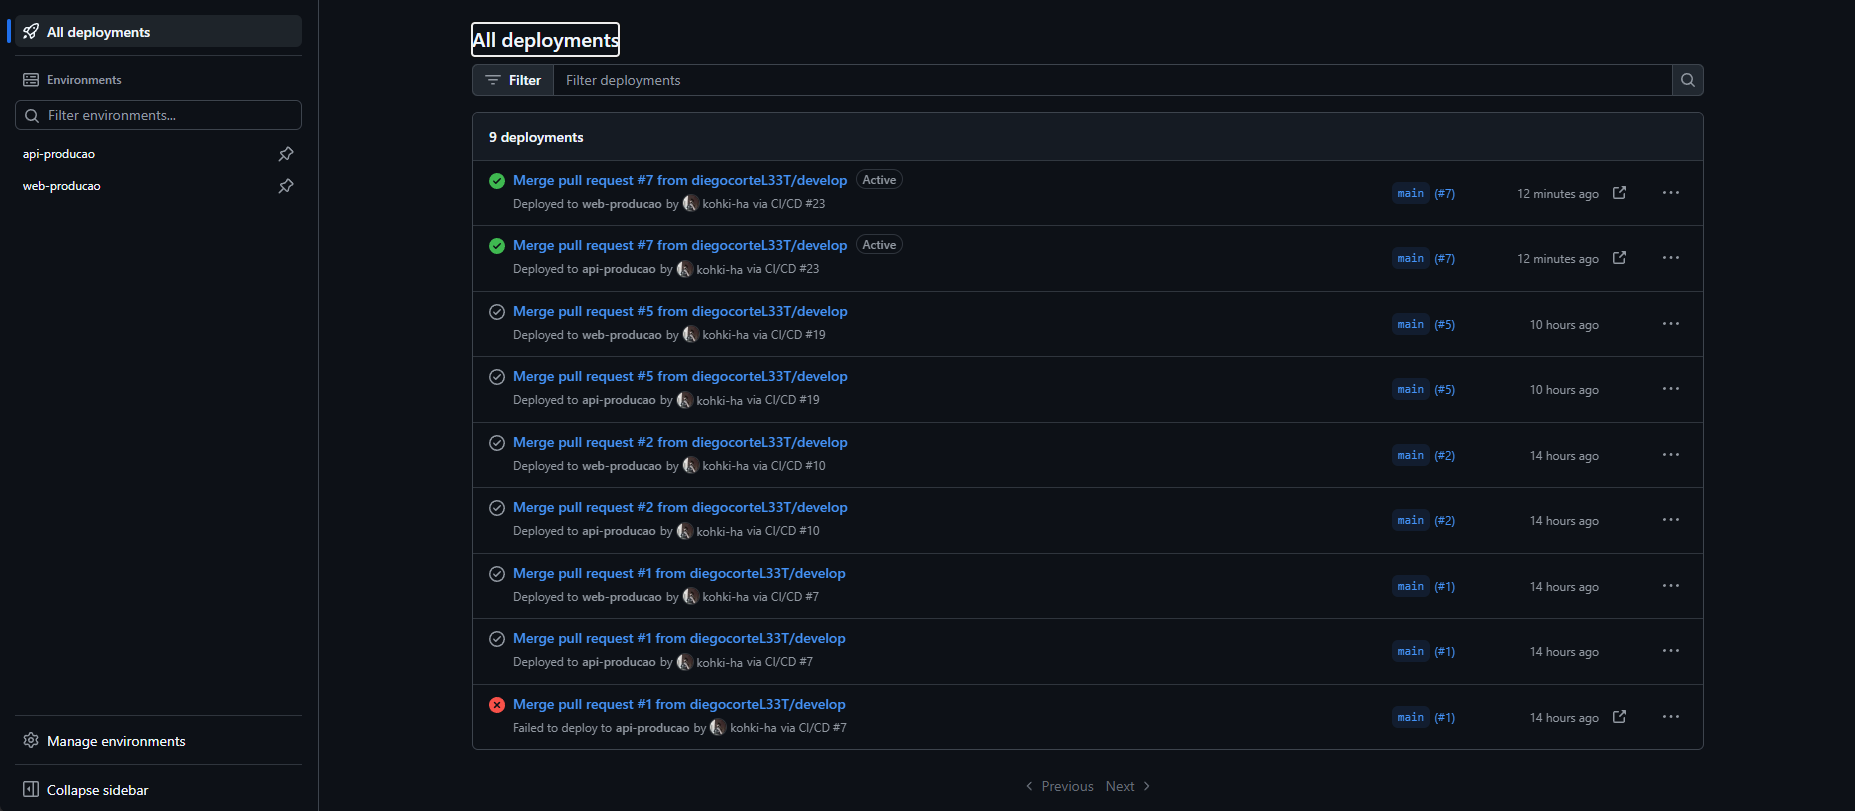 All deployments
Environments
Filter environments...
api-producao
web-producao
Manage environments
Collapse sidebar
All deployments
Filter
Filter deployments
9 deployments
Merge pull request #7 from diegocorteL33T/develop Active
Deployed to web-producao by kohki-ha via CI/CD #23
main (#7) 12 minutes ago
Merge pull request #7 from diegocorteL33T/develop Active
Deployed to api-producao by kohki-ha via CI/CD #23
main (#7) 12 minutes ago
Merge pull request #5 from diegocorteL33T/develop
Deployed to web-producao by kohki-ha via CI/CD #19
main (#5) 10 hours ago
Merge pull request #5 from diegocorteL33T/develop
Deployed to api-producao by kohki-ha via CI/CD #19
main (#5) 10 hours ago
Merge pull request #2 from diegocorteL33T/develop
Deployed to web-producao by kohki-ha via CI/CD #10
main (#2) 14 hours ago
Merge pull request #2 from diegocorteL33T/develop
Deployed to api-producao by kohki-ha via CI/CD #10
main (#2) 14 hours ago
Merge pull request #1 from diegocorteL33T/develop
Deployed to web-producao by kohki-ha via CI/CD #7
main (#1) 14 hours ago
Merge pull request #1 from diegocorteL33T/develop
Deployed to api-producao by kohki-ha via CI/CD #7
main (#1) 14 hours ago
Merge pull request #1 from diegocorteL33T/develop
Failed to deploy to api-producao by kohki-ha via CI/CD #7
main (#1) 14 hours ago
Previous Next